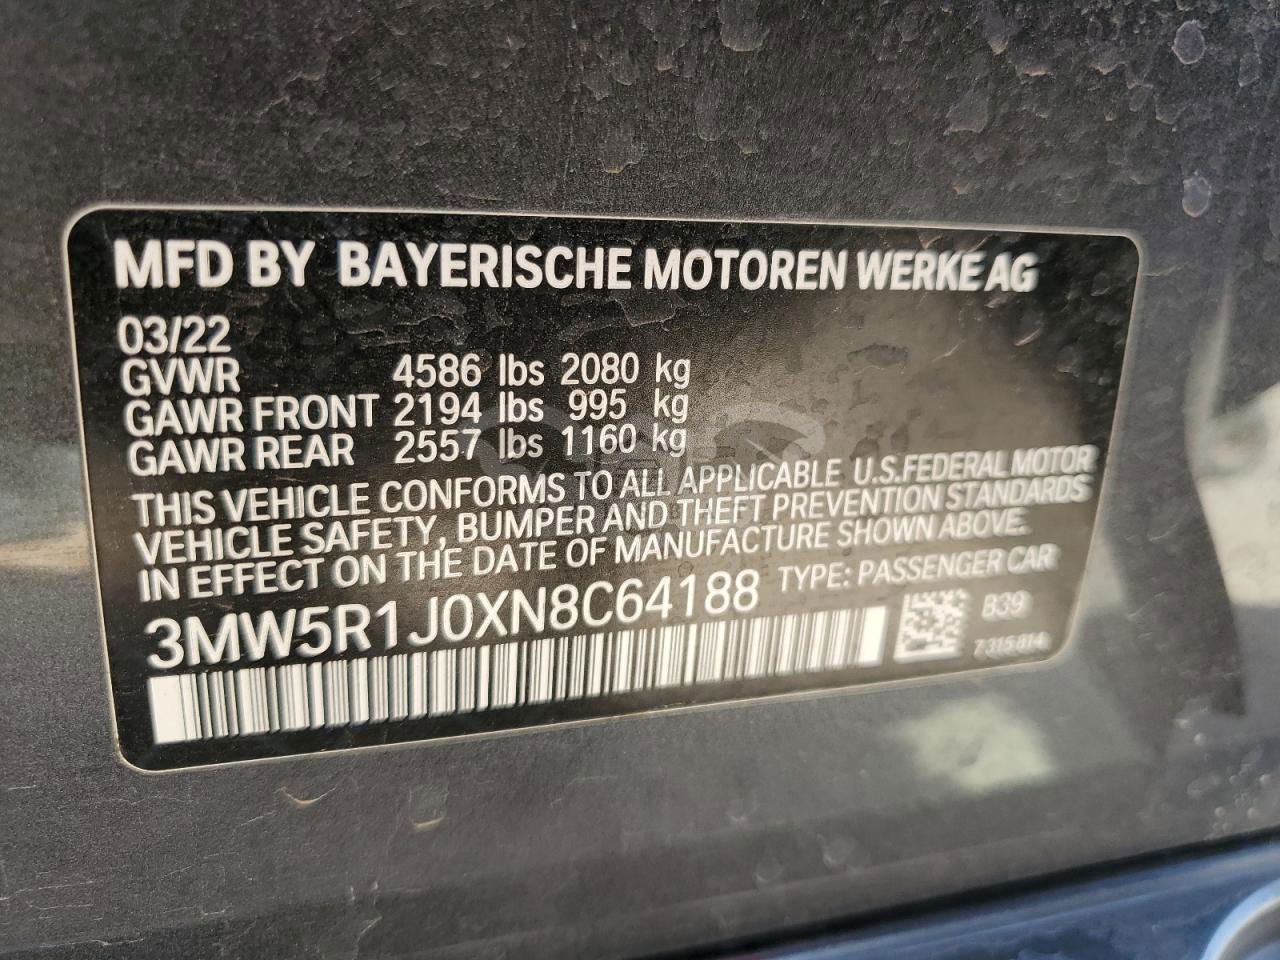 MFD BY BAYERISCHE MOTOREN WERKE AG
03/22
GVWR 4586 lbs 2080 kg
GAWR FRONT 2194 lbs 995 kg
GAWR REAR 2557 lbs 1160 kg
THIS VEHICLE CONFORMS TO ALL APPLICABLE U.S.FEDERAL MOTOR
VEHICLE SAFETY, BUMPER AND THEFT PREVENTION STANDARDS
IN EFFECT ON THE DATE OF MANUFACTURE SHOWN ABOVE.
3MW5R1J0XN8C64188 TYPE: PASSENGER CAR
B39
7 315 814